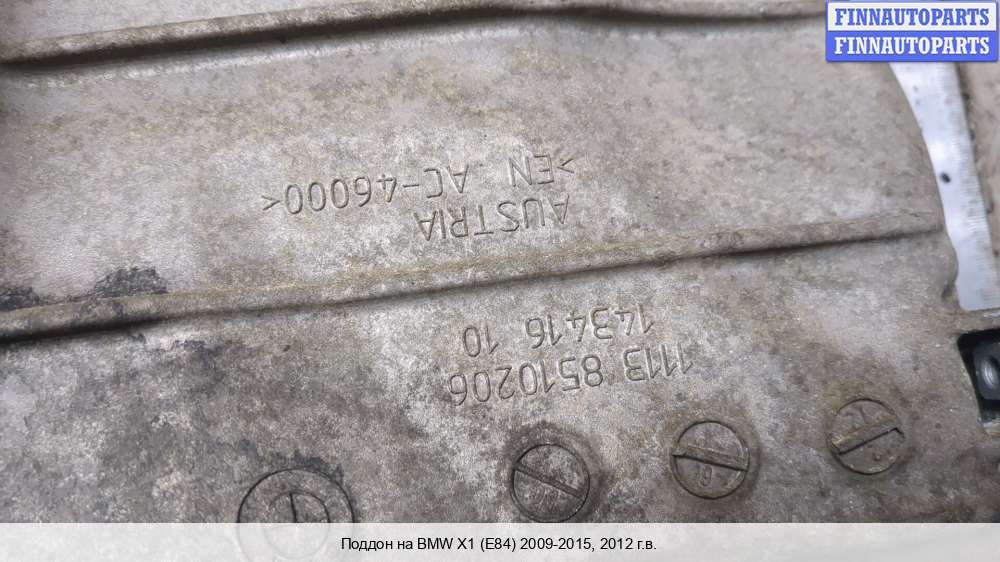 FINNAUTOPARTS
FINNAUTOPARTS
1113 8510206
143416 10
AUSTRIA
>EN AC-46000<
Поддон на BMW X1 (E84) 2009-2015, 2012 г.в.